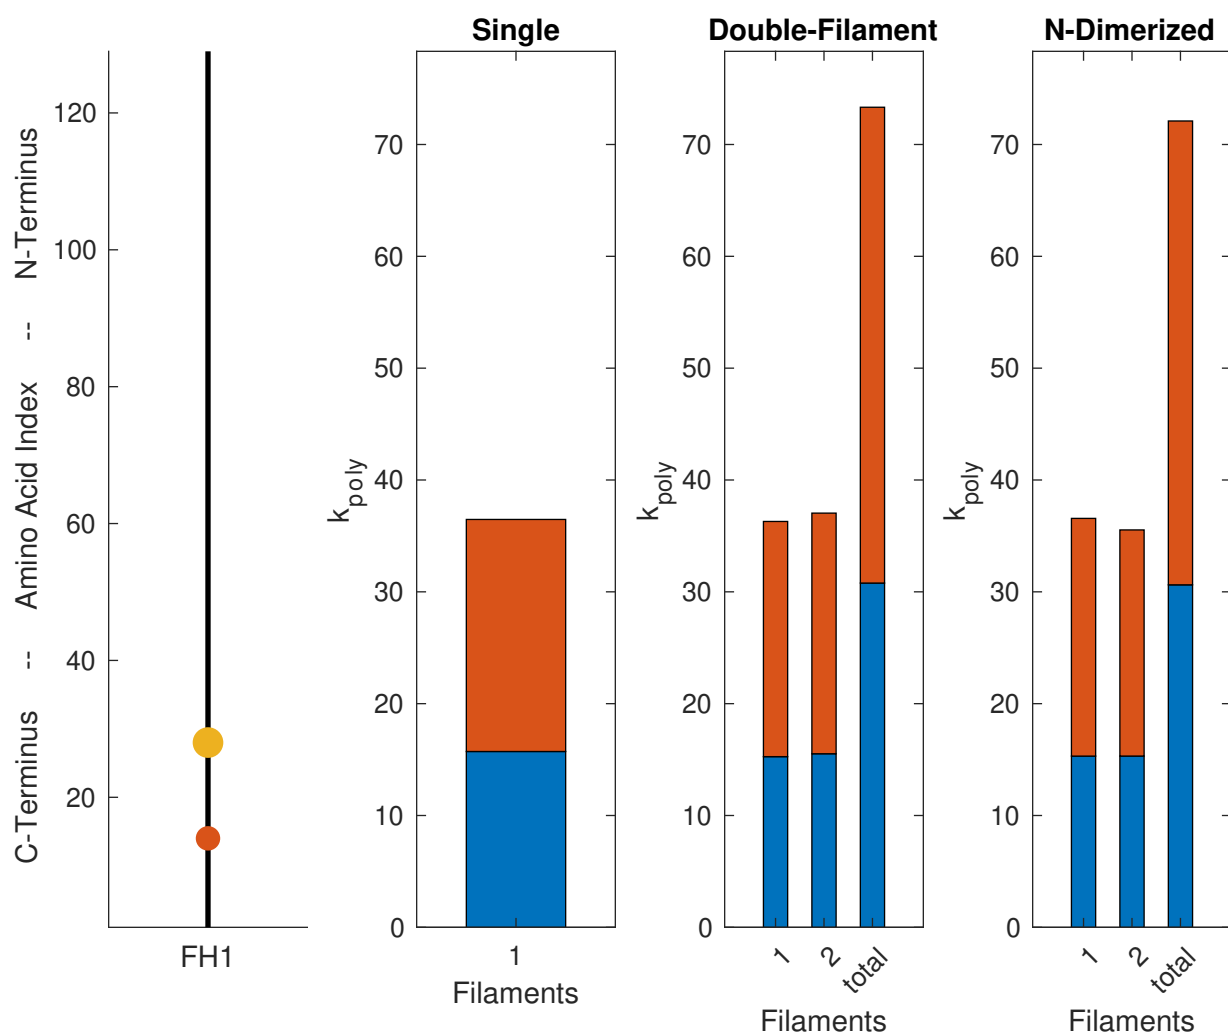 C-Terminus -- Amino Acid Index -- N-Terminus
120
100
80
60
40
20
FH1
Single
k_poly
70
60
50
40
30
20
10
0
1
Filaments
Double-Filament
k_poly
70
60
50
40
30
20
10
0
1
2
total
Filaments
N-Dimerized
k_poly
70
60
50
40
30
20
10
0
1
2
total
Filaments